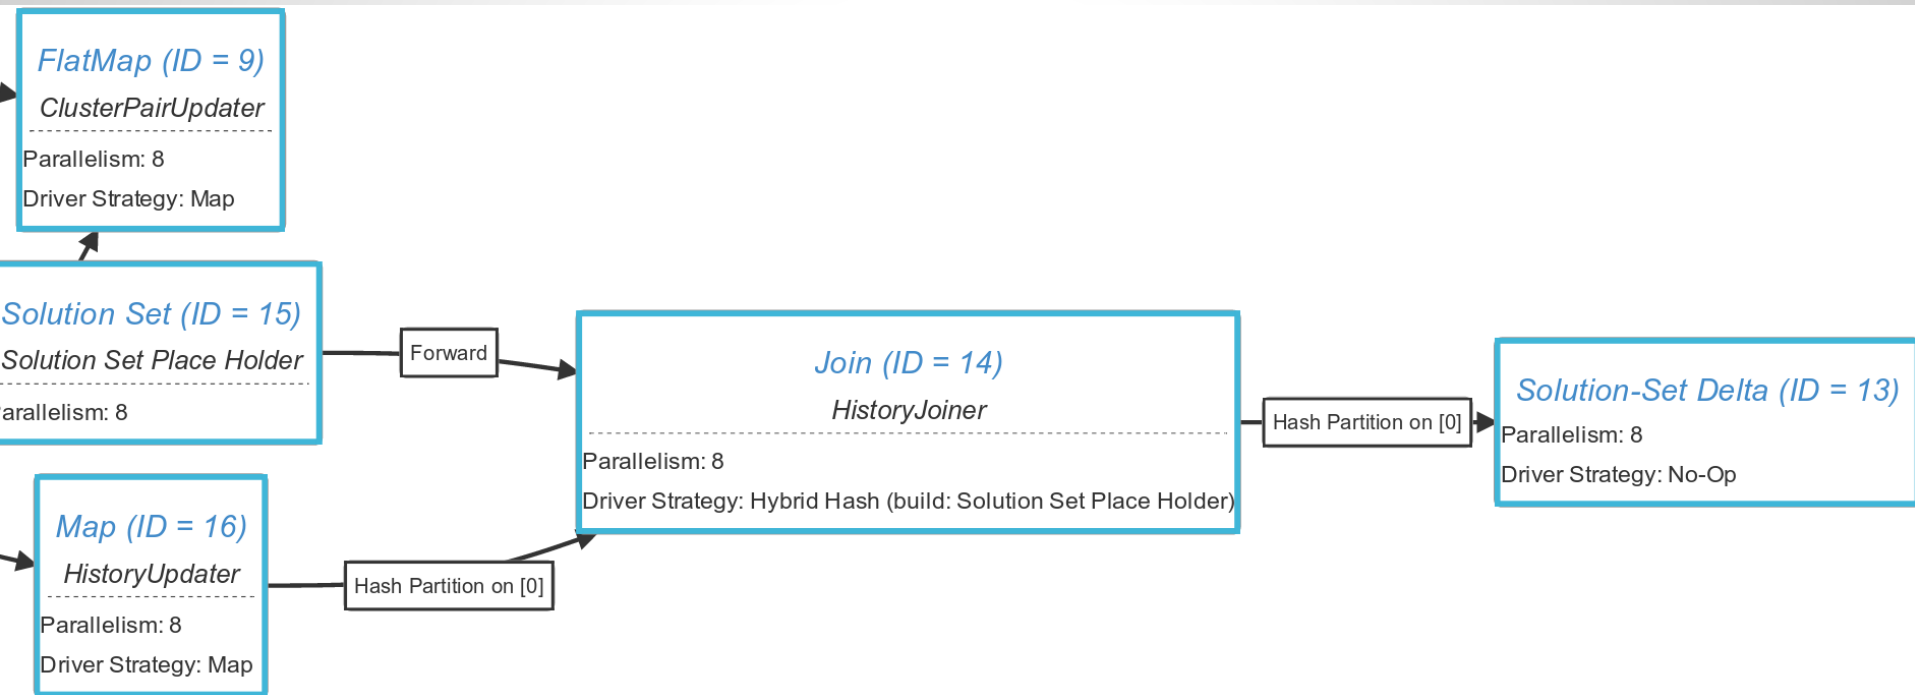 FlatMap (ID = 9)
ClusterPairUpdater
Parallelism: 8
Driver Strategy: Map
Solution Set (ID = 15)
Solution Set Place Holder
arallelism: 8
Forward
Map (ID = 16)
HistoryUpdater
Parallelism: 8
Driver Strategy: Map
Hash Partition on [0]
Join (ID = 14)
HistoryJoiner
Parallelism: 8
Driver Strategy: Hybrid Hash (build: Solution Set Place Holder)
Hash Partition on [0]
Solution-Set Delta (ID = 13)
Parallelism: 8
Driver Strategy: No-Op